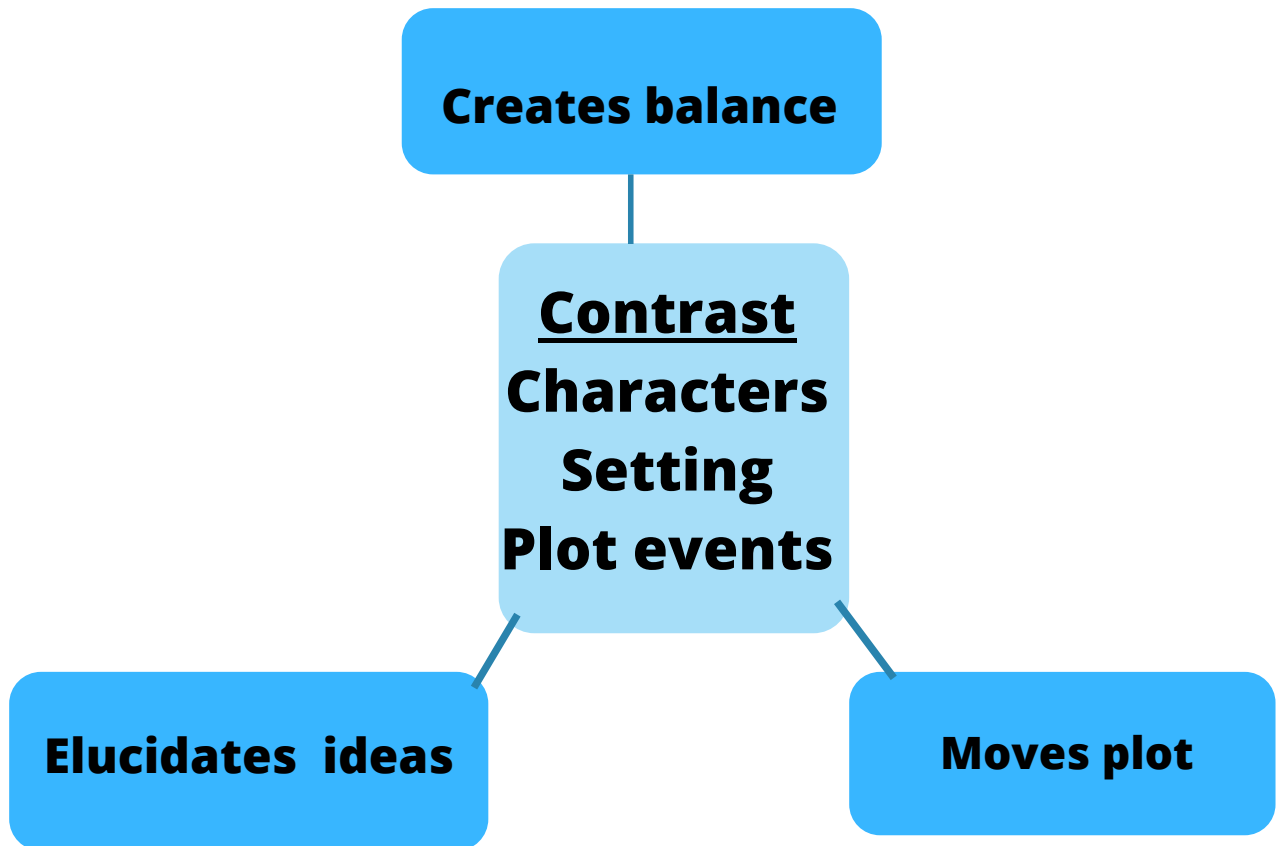 Creates balance
Contrast
Characters
Setting
Plot events
Elucidates ideas
Moves plot